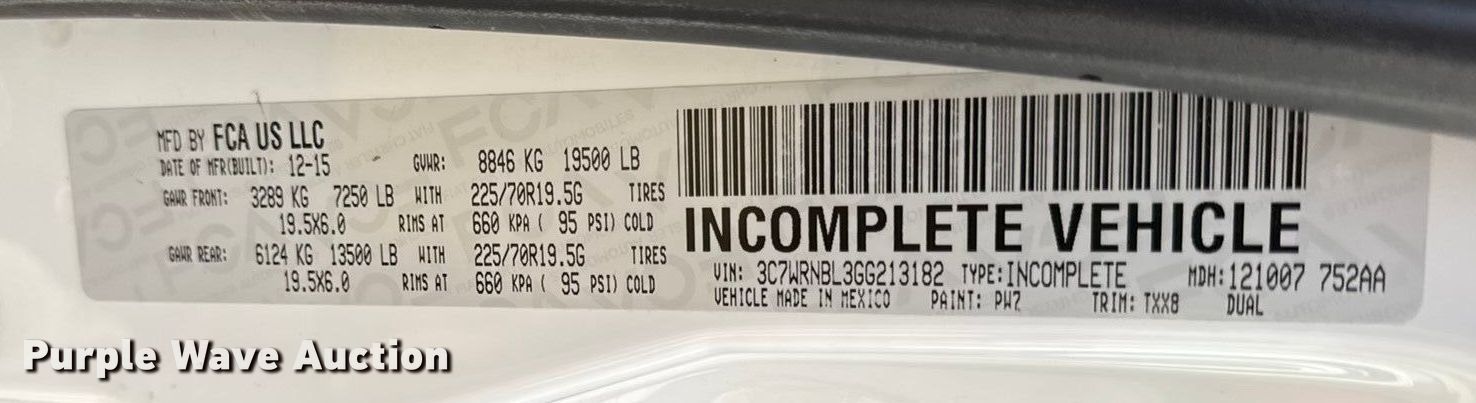 MFD BY FCA US LLC
DATE OF MFR(BUILT): 12-15 GVWR: 8846 KG 19500 LB
GAWR FRONT: 3289 KG 7250 LB WITH 225/70R19.5G TIRES
19.5X6.0 RIMS AT 660 KPA ( 95 PSI) COLD
GAWR REAR: 6124 KG 13500 LB WITH 225/70R19.5G TIRES
19.5X6.0 RIMS AT 660 KPA ( 95 PSI) COLD
INCOMPLETE VEHICLE
VIN: 3C7WRNBL3GG213182 TYPE: INCOMPLETE MDH: 121007 752AA
VEHICLE MADE IN MEXICO PAINT: PW7 TRIM: TXX8 DUAL
Purple Wave Auction